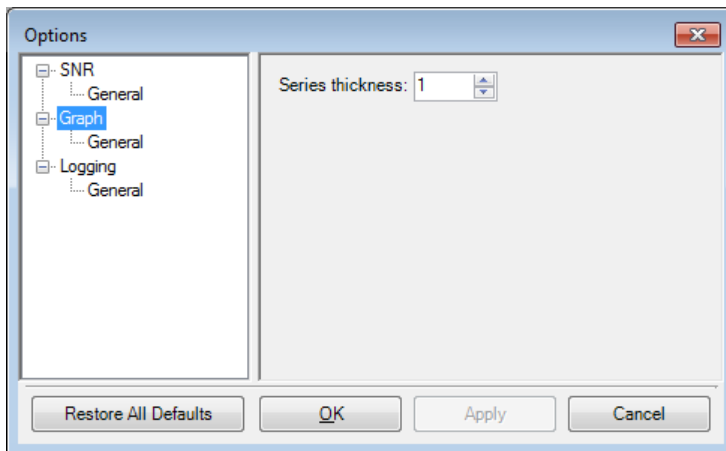 Options
SNR
General
Graph
General
Logging
General
Series thickness: 1
Restore All Defaults
OK
Apply
Cancel